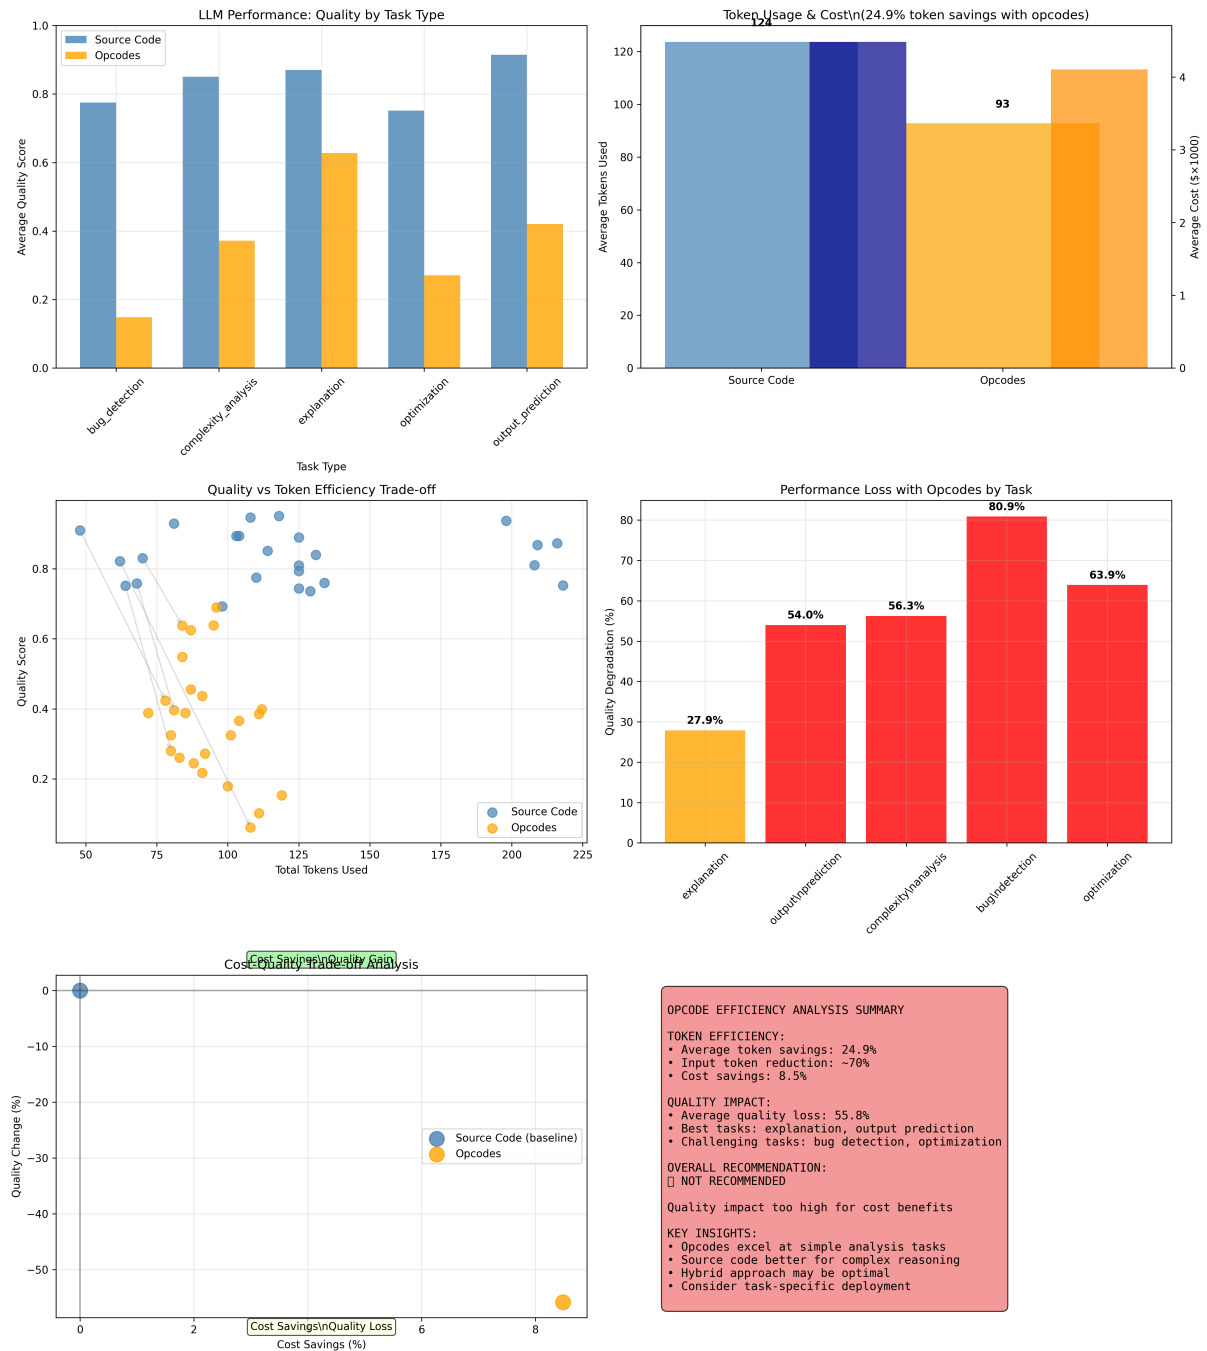 LLM Performance: Quality by Task Type
Average Quality Score
1.0
0.8
0.6
0.4
0.2
0.0
Source Code
Opcodes
bug_detection
complexity_analysis
explanation
optimization
output_prediction
Task Type
Token Usage & Cost\n(24.9% token savings with opcodes)
124
93
Average Tokens Used
120
100
80
60
40
20
0
Source Code
Opcodes
4
3
2
1
0
Average Cost ($×1000)
Quality vs Token Efficiency Trade-off
Quality Score
0.8
0.6
0.4
0.2
Source Code
Opcodes
50
75
100
125
150
175
200
225
Total Tokens Used
Performance Loss with Opcodes by Task
Quality Degradation (%)
80
70
60
50
40
30
20
10
0
27.9%
54.0%
56.3%
80.9%
63.9%
explanation
output\nprediction
complexity\nanalysis
bug\ndetection
optimization
Cost Savings\nQuality Gain
Cost-Quality Trade-off Analysis
Quality Change (%)
0
−10
−20
−30
−40
−50
Source Code (baseline)
Opcodes
Cost Savings\nQuality Loss
0
2
6
8
Cost Savings (%)
OPCODE EFFICIENCY ANALYSIS SUMMARY
TOKEN EFFICIENCY:
• Average token savings: 24.9%
• Input token reduction: ~70%
• Cost savings: 8.5%
QUALITY IMPACT:
• Average quality loss: 55.8%
• Best tasks: explanation, output prediction
• Challenging tasks: bug detection, optimization
OVERALL RECOMMENDATION:
▯ NOT RECOMMENDED
Quality impact too high for cost benefits
KEY INSIGHTS:
• Opcodes excel at simple analysis tasks
• Source code better for complex reasoning
• Hybrid approach may be optimal
• Consider task-specific deployment